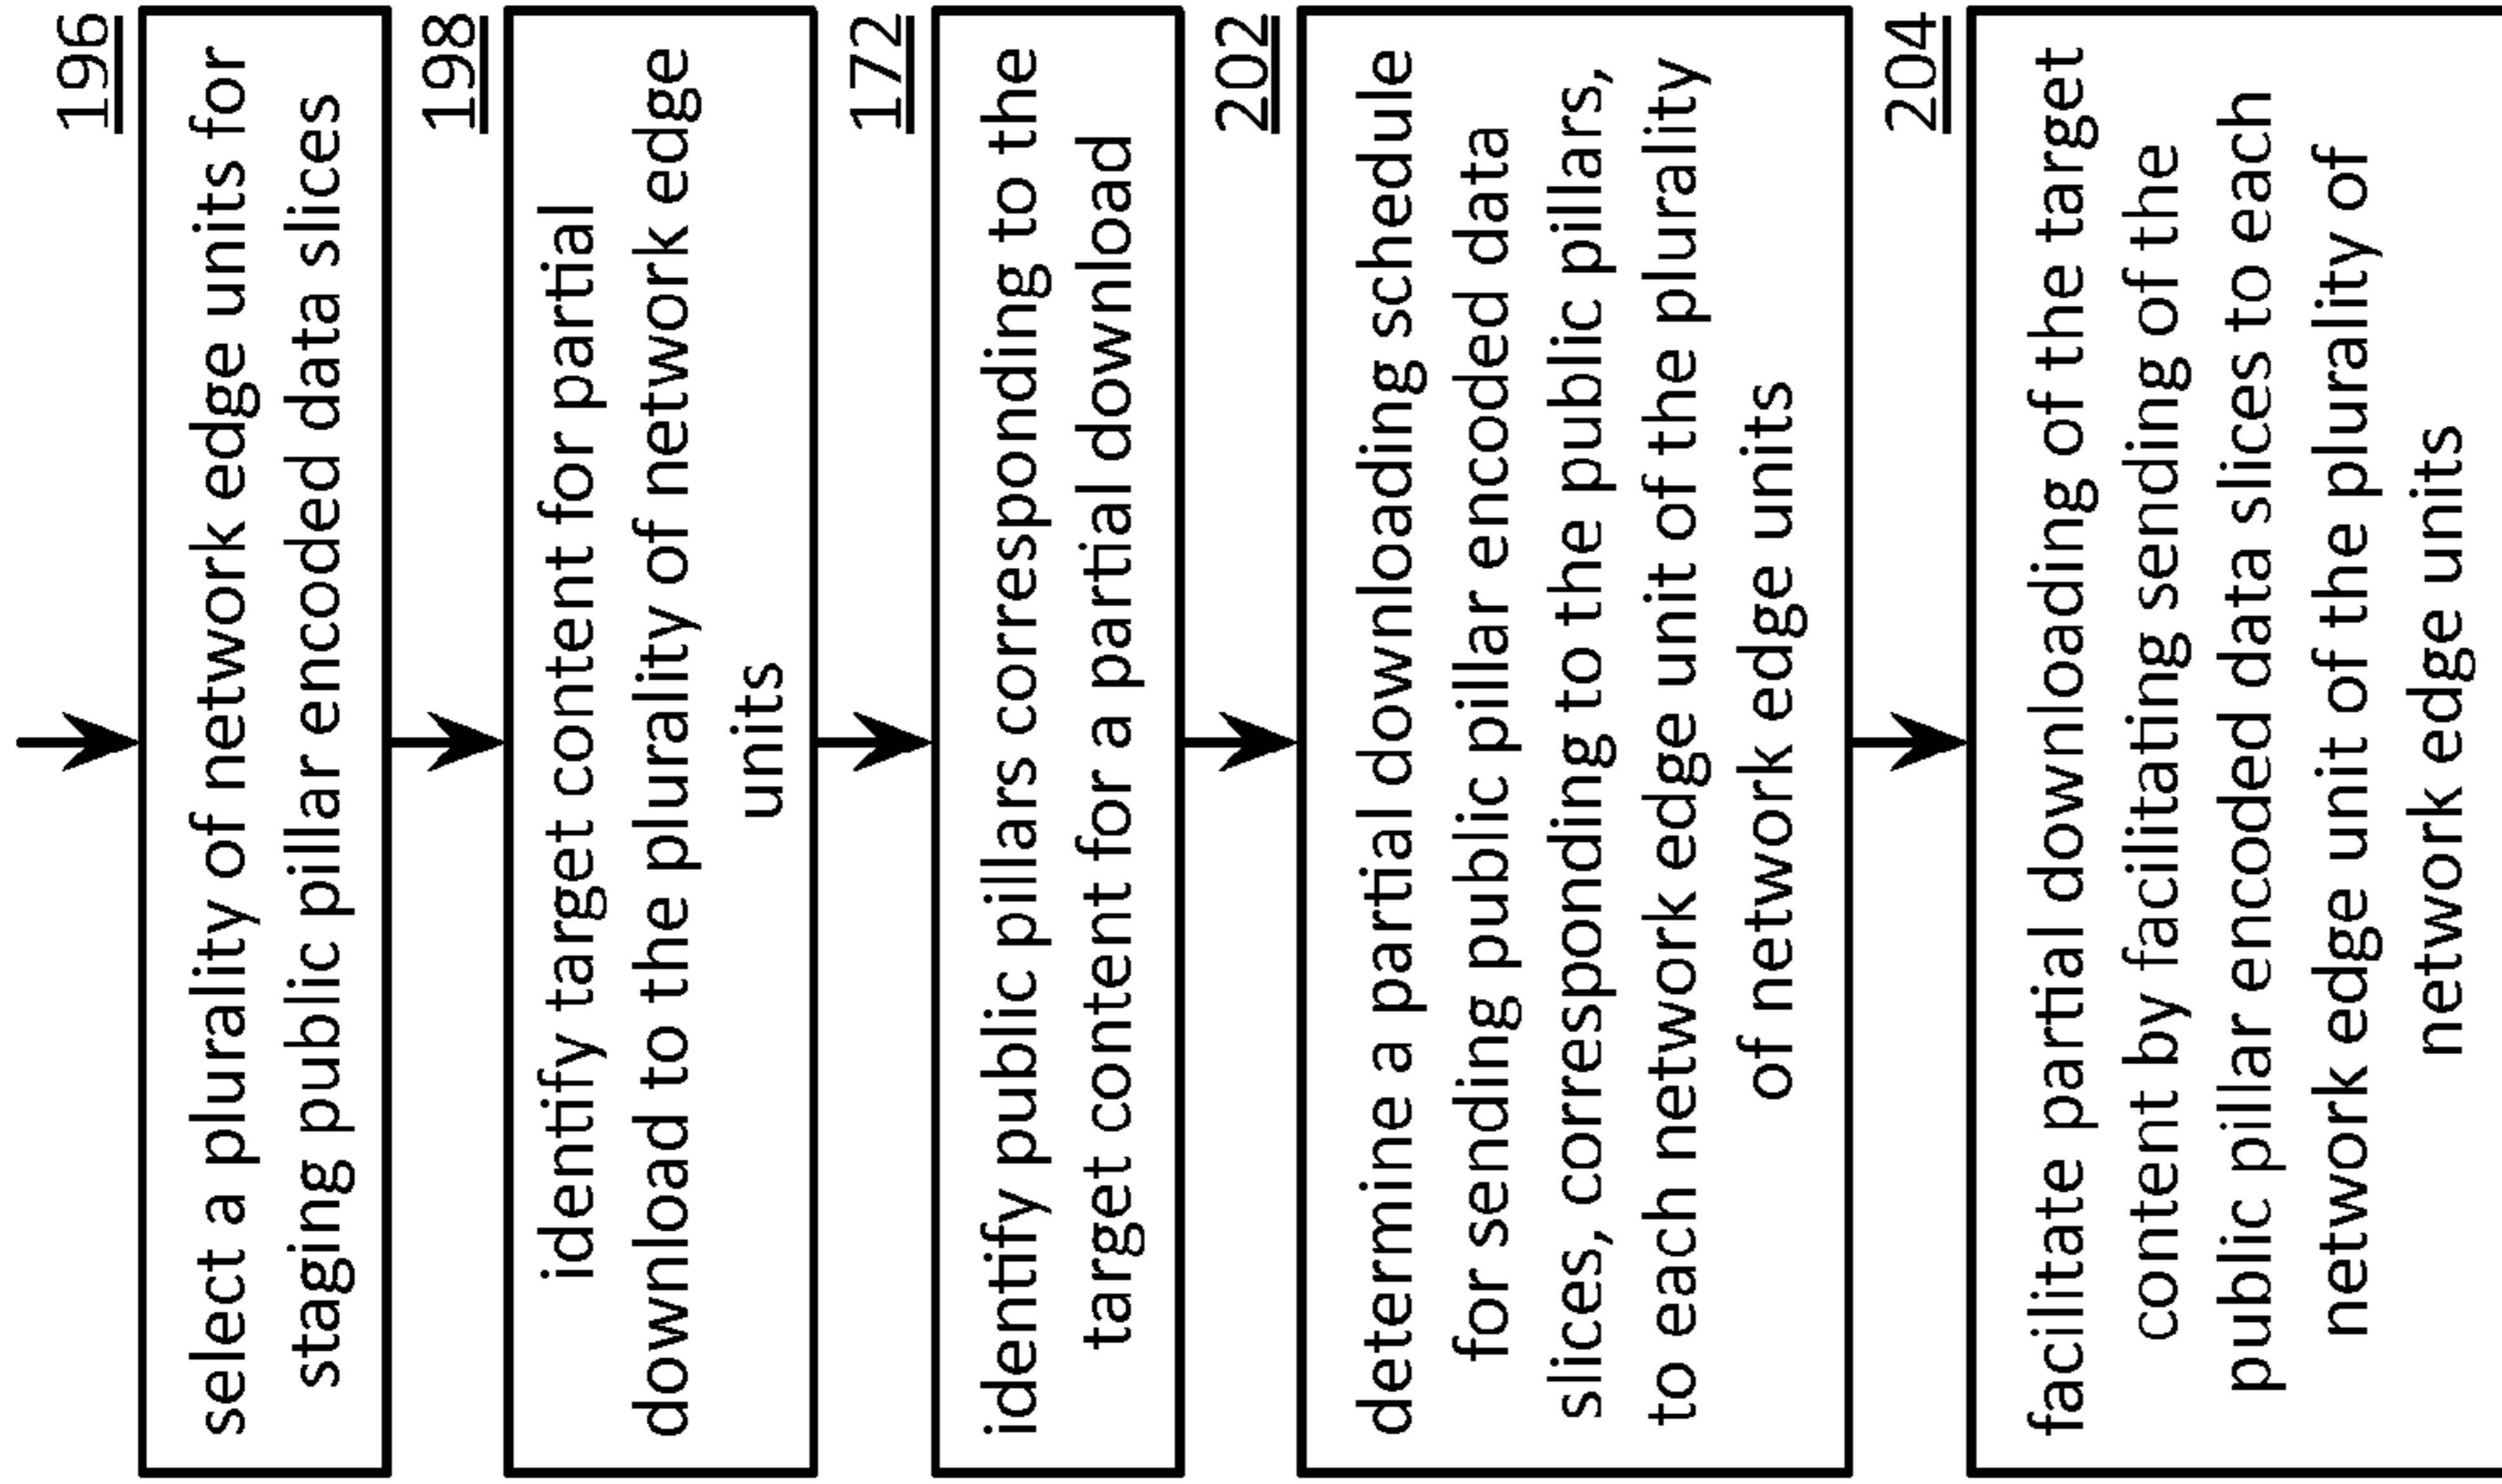 196
select a plurality of network edge units for
staging public pillar encoded data slices
198
identify target content for partial
download to the plurality of network edge
units
172
identify public pillars corresponding to the
target content for a partial download
202
determine a partial downloading schedule
for sending public pillar encoded data
slices, corresponding to the public pillars,
to each network edge unit of the plurality
of network edge units
204
facilitate partial downloading of the target
content by facilitating sending of the
public pillar encoded data slices to each
network edge unit of the plurality of
network edge units